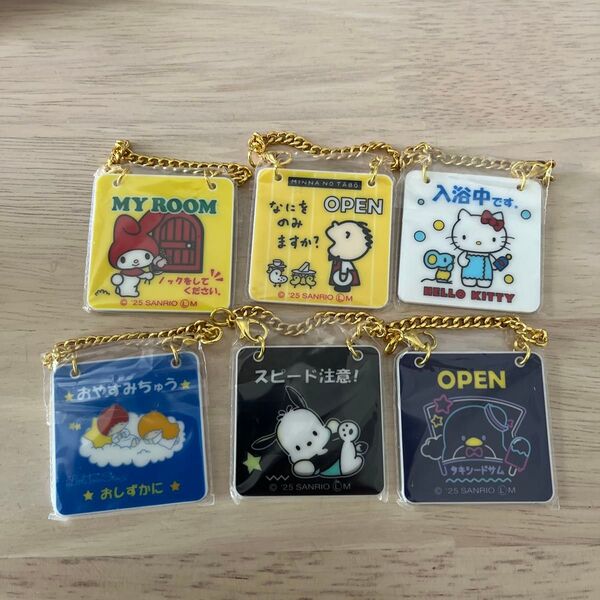 MY ROOM
ノックをして
ください。
© '25 SANRIO Ⓛ M
MINNA NO TABO
OPEN
なにを
のみ
ますか?
© '25 SANRIO Ⓛ M
入浴中です。
HELLO KITTY
おやすみちゅう
おしずかに
スピード注意!
© '25 SANRIO Ⓛ M
OPEN
タキシードサム
© '25 SANRIO Ⓛ M